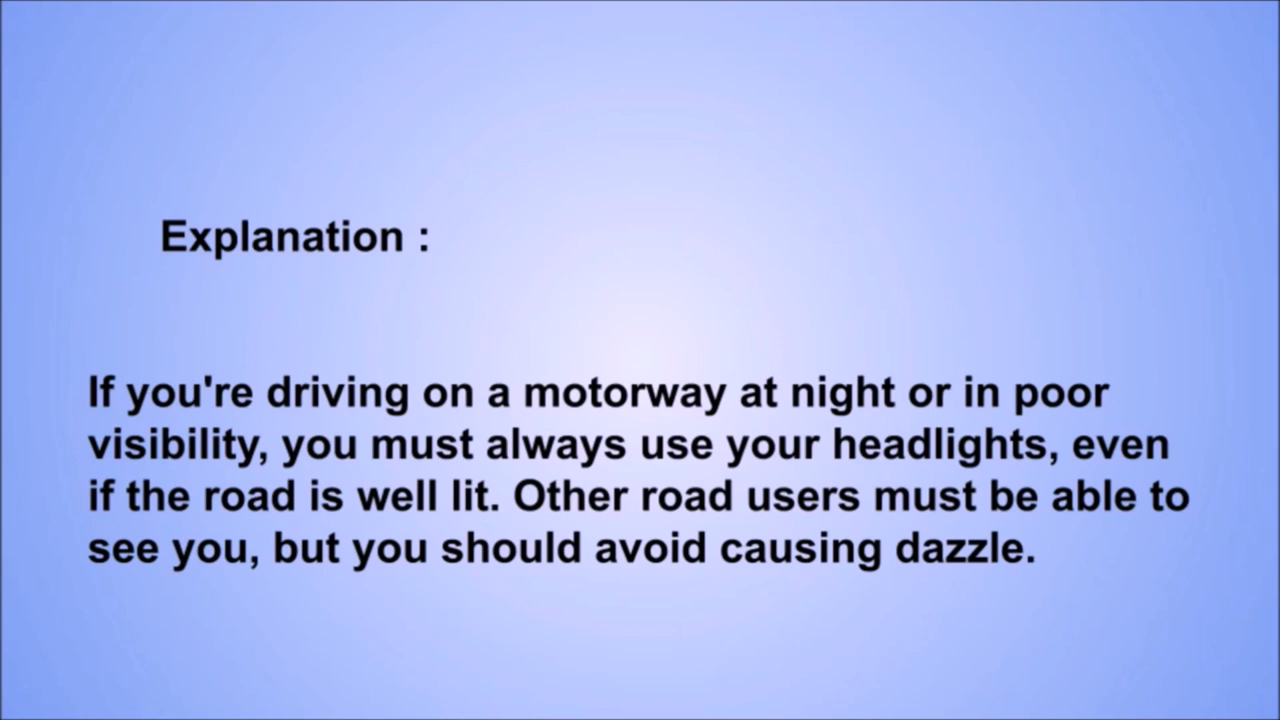 Explanation :
If you're driving on a motorway at night or in poor
visibility, you must always use your headlights, even
if the road is well lit. Other road users must be able to
see you, but you should avoid causing dazzle.